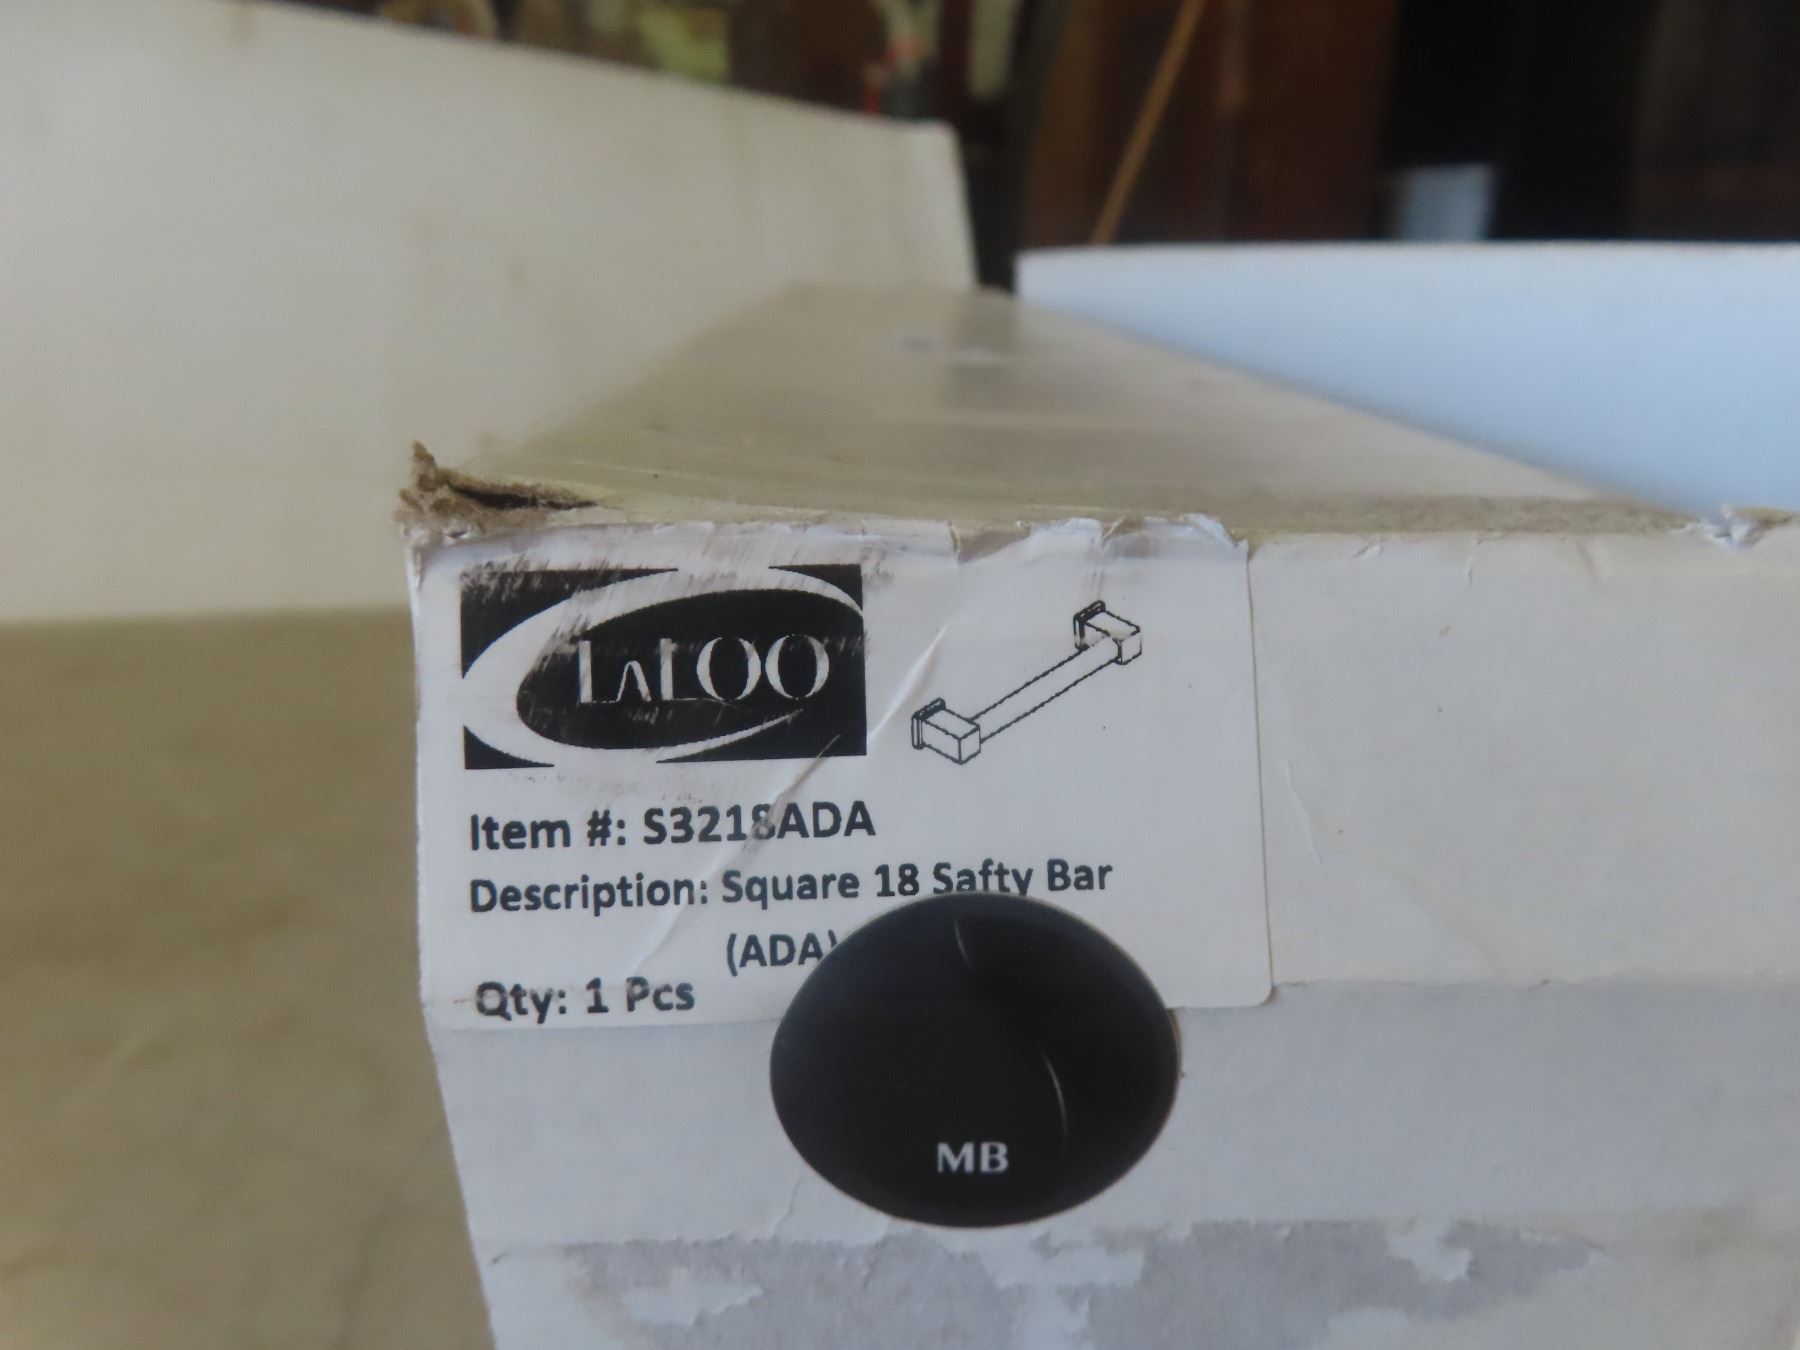 LALOO
Item #: S3218ADA
Description: Square 18 Safty Bar
(ADA)
Qty: 1 Pcs
MB